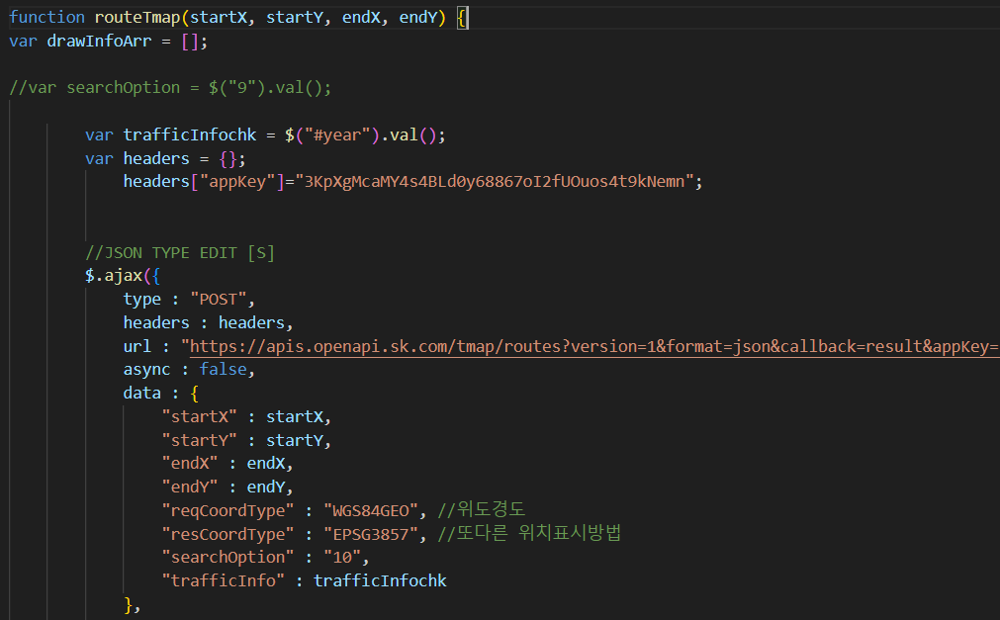 function routeTmap(startX, startY, endX, endY) {
var drawInfoArr = [];
//var searchOption = $("9").val();
var trafficInfochk = $("#year").val();
var headers = {};
headers["appKey"]="3KpXgMcaMY4s4BLd0y68867oI2fUOuos4t9kNemn";
//JSON TYPE EDIT [S]
$.ajax({
type : "POST",
headers : headers,
url : "https://apis.openapi.sk.com/tmap/routes?version=1&format=json&callback=result&appKey=
async : false,
data : {
"startX" : startX,
"startY" : startY,
"endX" : endX,
"endY" : endY,
"reqCoordType" : "WGS84GEO", //위도경도
"resCoordType" : "EPSG3857", //또다른 위치표시방법
"searchOption" : "10",
"trafficInfo" : trafficInfochk
},